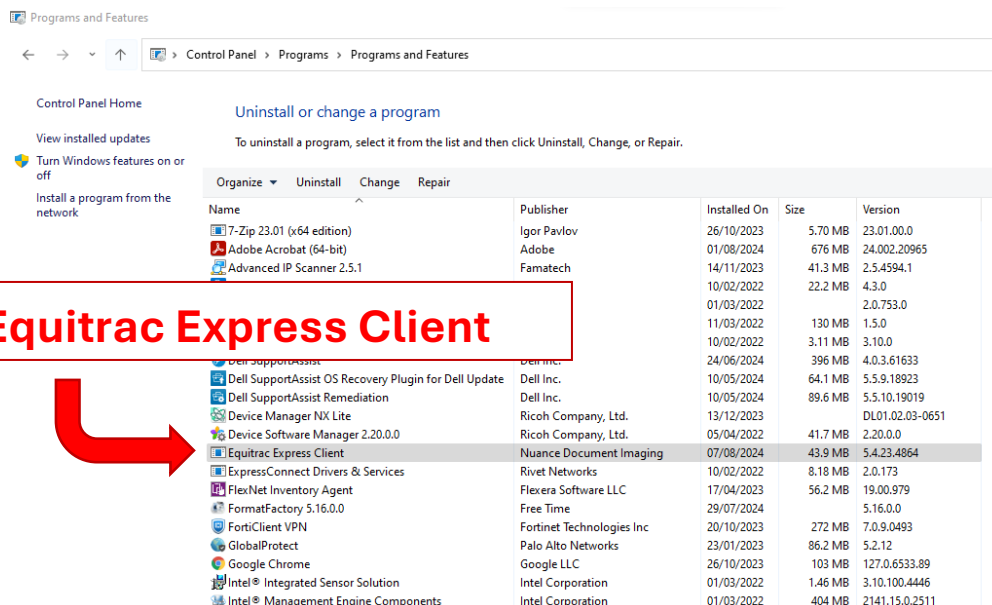 Programs and Features
Control Panel > Programs > Programs and Features
Control Panel Home
View installed updates
Turn Windows features on or
off
Install a program from the
network
Uninstall or change a program
To uninstall a program, select it from the list and then click Uninstall, Change, or Repair.
Organize Uninstall Change Repair
Name Publisher Installed On Size Version
7-Zip 23.01 (x64 edition) Igor Pavlov 26/10/2023 5.70 MB 23.01.00.0
Adobe Acrobat (64-bit) Adobe 01/08/2024 676 MB 24.002.20965
Advanced IP Scanner 2.5.1 Famatech 14/11/2023 41.3 MB 2.5.4594.1
10/02/2022 22.2 MB 4.3.0
01/03/2022 2.0.753.0
11/03/2022 130 MB 1.5.0
10/02/2022 3.11 MB 3.10.0
Equitrac Express Client
Dell SupportAssist Dell Inc. 24/06/2024 396 MB 4.0.3.61633
Dell SupportAssist OS Recovery Plugin for Dell Update Dell Inc. 10/05/2024 64.1 MB 5.5.9.18923
Dell SupportAssist Remediation Dell Inc. 10/05/2024 89.6 MB 5.5.10.19019
Device Manager NX Lite Ricoh Company, Ltd. 13/12/2023 DL01.02.03-0651
Device Software Manager 2.20.0.0 Ricoh Company, Ltd. 05/04/2022 41.7 MB 2.20.0.0
Equitrac Express Client Nuance Document Imaging 07/08/2024 43.9 MB 5.4.23.4864
ExpressConnect Drivers & Services Rivet Networks 10/02/2022 8.18 MB 2.0.173
FlexNet Inventory Agent Flexera Software LLC 17/04/2023 56.2 MB 19.00.979
FormatFactory 5.16.0.0 Free Time 29/07/2024 5.16.0.0
FortiClient VPN Fortinet Technologies Inc 20/10/2023 272 MB 7.0.9.0493
GlobalProtect Palo Alto Networks 23/01/2023 86.2 MB 5.2.12
Google Chrome Google LLC 26/10/2023 103 MB 127.0.6533.89
Intel® Integrated Sensor Solution Intel Corporation 01/03/2022 1.46 MB 3.10.100.4446
Intel® Management Engine Components Intel Corporation 01/03/2022 404 MB 2141.15.0.2511